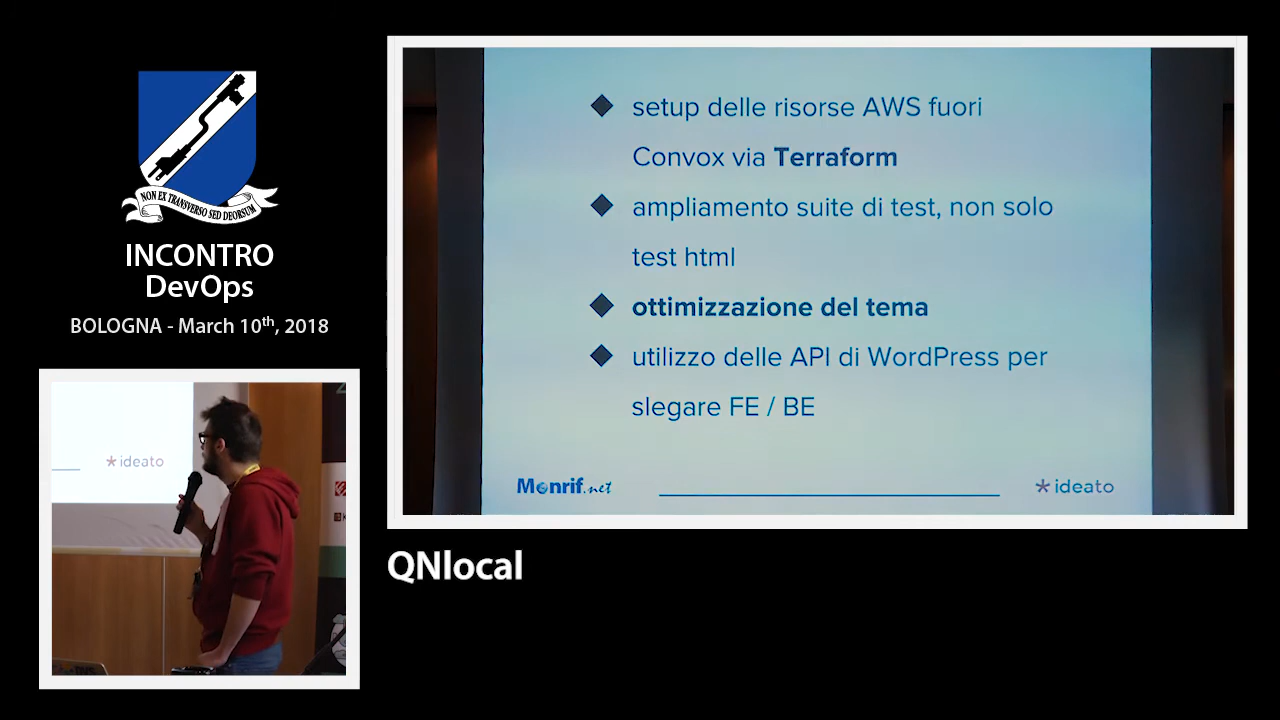 NON EX TRANSVERSO SED DEORSUM
INCONTRO
DevOps
BOLOGNA - March 10th, 2018
* ideato
◆ setup delle risorse AWS fuori
Convox via Terraform
◆ ampliamento suite di test, non solo
test html
◆ ottimizzazione del tema
◆ utilizzo delle API di WordPress per
slegare FE / BE
Monrif.net
* ideato
QNlocal